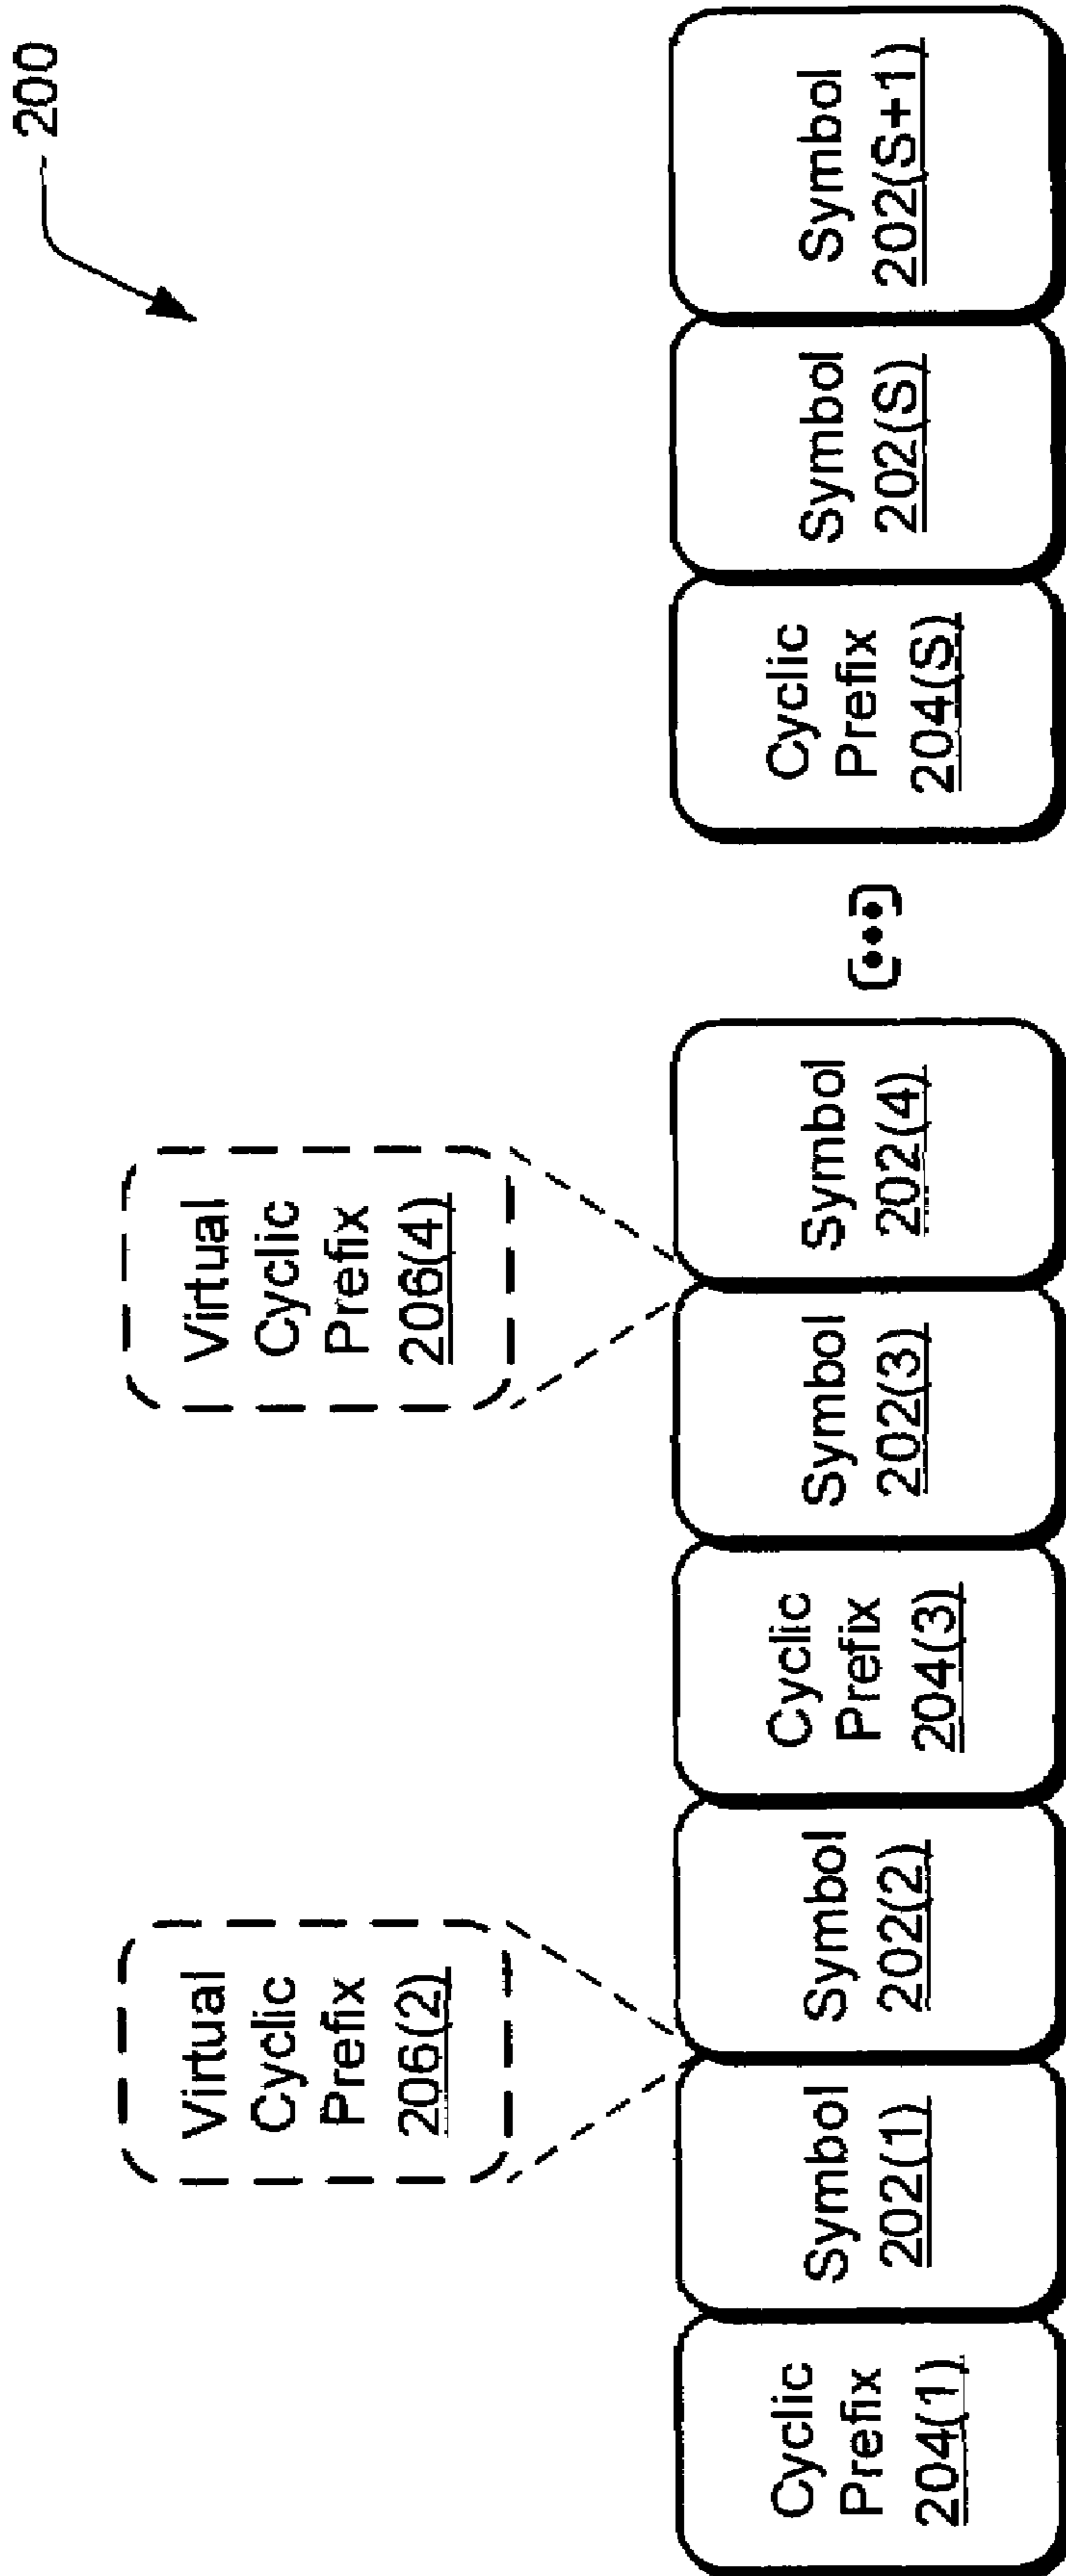 200
Virtual
Cyclic
Prefix
206(2)
Virtual
Cyclic
Prefix
206(4)
Cyclic
Prefix
204(1)
Symbol
202(1)
Symbol
202(2)
Cyclic
Prefix
204(3)
Symbol
202(3)
Symbol
202(4)
[•••]
Cyclic
Prefix
204(S)
Symbol
202(S)
Symbol
202(S+1)